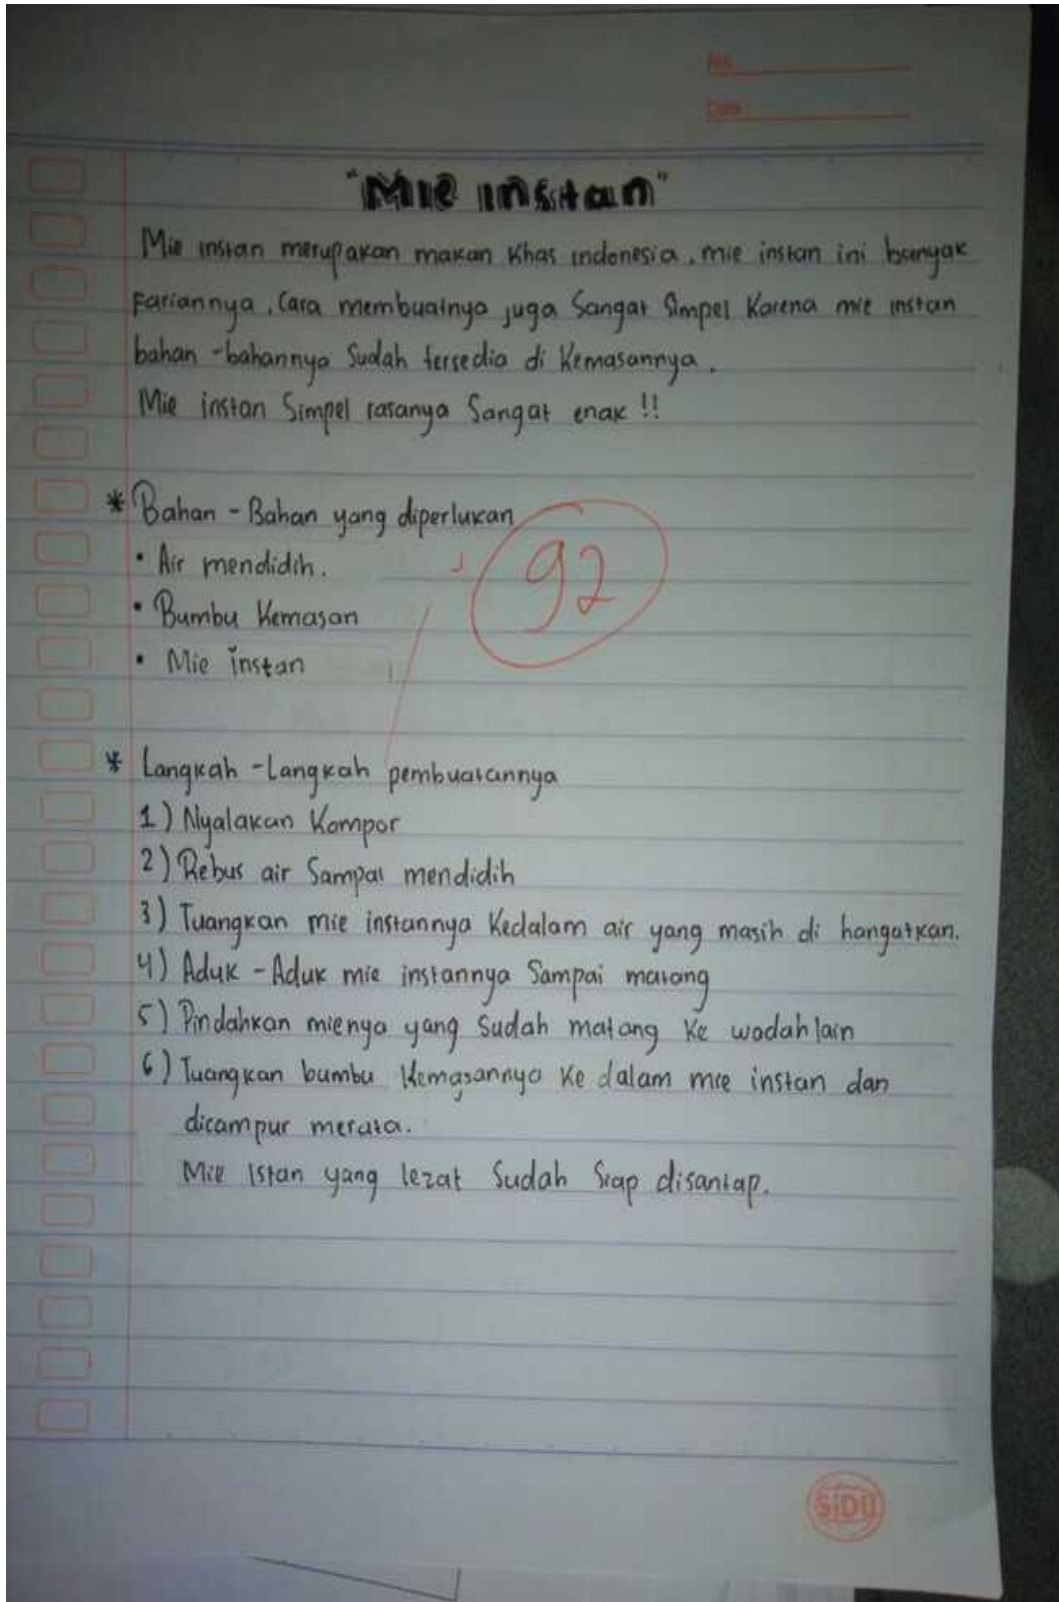 No.
Date:
"Mie instan"
Mie instan merupakan makan khas indonesia, mie instan ini banyak
Fariannya, Cara membuatnya juga Sangat Simpel Karena mie instan
bahan - bahannya Sudah tersedia di Kemasannya.
Mie instan Simpel rasanya Sangat enak !!
* Bahan - Bahan yang diperlukan
• Air mendidih.
• Bumbu Kemasan
• Mie instan
92
* Langkah - Langkah pembuatannya
1) Nyalakan Kompor
2) Rebus air Sampai mendidih
3) Tuangkan mie instannya Kedalam air yang masih di hangatkan.
4) Aduk - Aduk mie instannya Sampai matang
5) Pindahkan mienya yang Sudah matang Ke wadah lain
6) Tuangkan bumbu Kemasannya Ke dalam mie instan dan
dicampur merata.
Mie Istan yang lezat Sudah Siap disantap.
SiDU